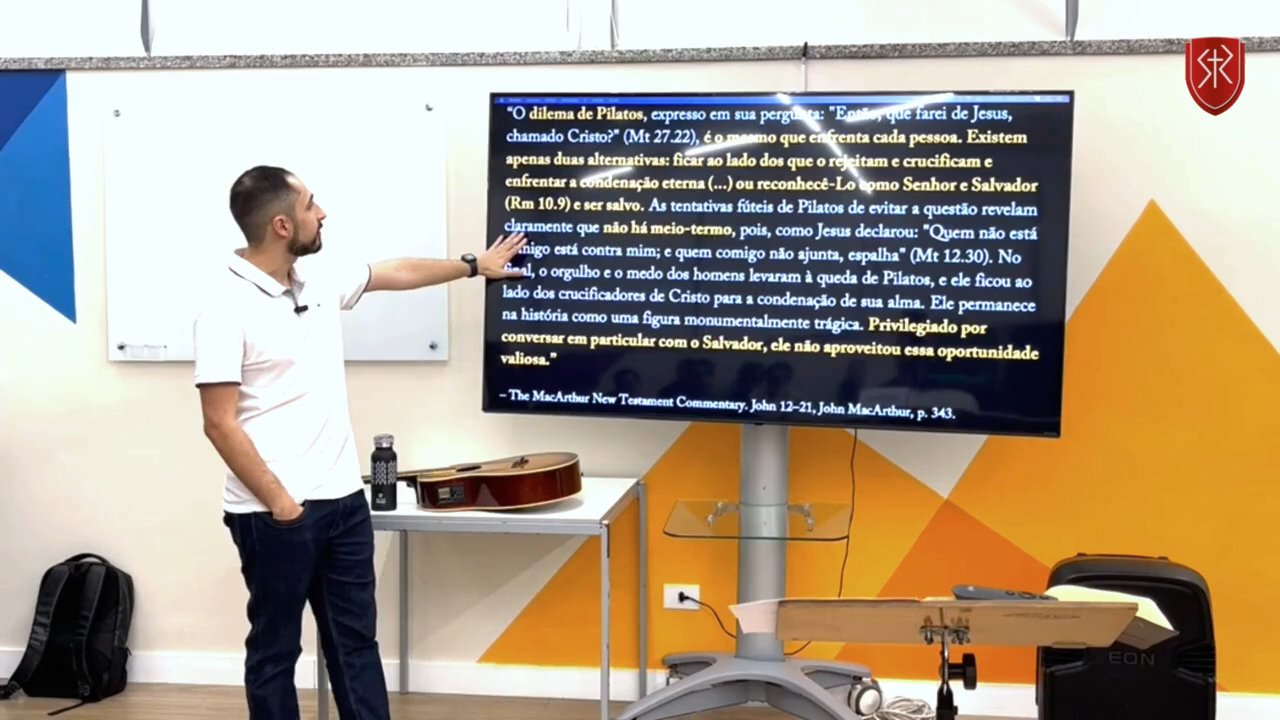 “O dilema de Pilatos, expresso em sua pergunta: "Então, que farei de Jesus,
chamado Cristo?" (Mt 27.22), é o mesmo que enfrenta cada pessoa. Existem
apenas duas alternativas: ficar ao lado dos que o rejeitam e crucificam e
enfrentar a condenação eterna (...) ou reconhecê-Lo como Senhor e Salvador
(Rm 10.9) e ser salvo. As tentativas fúteis de Pilatos de evitar a questão revelam
claramente que não há meio-termo, pois, como Jesus declarou: "Quem não está
comigo está contra mim; e quem comigo não ajunta, espalha" (Mt 12.30). No
final, o orgulho e o medo dos homens levaram à queda de Pilatos, e ele ficou ao
lado dos crucificadores de Cristo para a condenação de sua alma. Ele permanece
na história como uma figura monumentalmente trágica. Privilegiado por
conversar em particular com o Salvador, ele não aproveitou essa oportunidade
valiosa.”
– The MacArthur New Testament Commentary. John 12–21, John MacArthur, p. 343.
EON